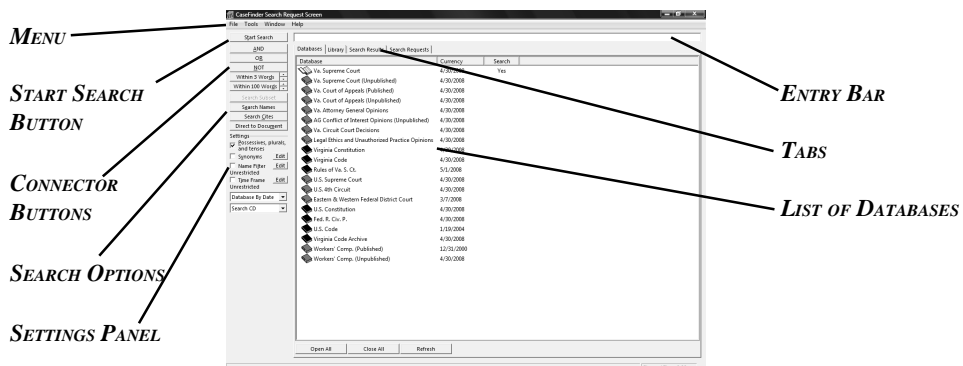 CaseFinder Search Request Screen
File Tools Window Help
MENU
START SEARCH
BUTTON
CONNECTOR
BUTTONS
SEARCH OPTIONS
SETTINGS PANEL
Start Search
AND
OR
NOT
Within 3 Words
Within 100 Words
Search Subset
Search Names
Search Cites
Direct to Document
Settings
Possessives, plurals,
and tenses
Synonyms Edit
Name Filter Edit
Unrestricted
Time Frame Edit
Unrestricted
Database By Date
Search CD
Databases Library Search Results Search Requests
Database Currency Search
Va. Supreme Court 4/30/2008 Yes
Va. Supreme Court (Unpublished) 4/30/2008
Va. Court of Appeals (Published) 4/30/2008
Va. Court of Appeals (Unpublished) 4/30/2008
Va. Attorney General Opinions 4/30/2008
AG Conflict of Interest Opinions (Unpublished) 4/30/2008
Va. Circuit Court Decisions 4/30/2008
Legal Ethics and Unauthorized Practice Opinions 4/30/2008
Virginia Constitution
Virginia Code 4/30/2008
Rules of Va. S. Ct. 5/1/2008
U.S. Supreme Court 4/30/2008
U.S. 4th Circuit 4/30/2008
Eastern & Western Federal District Court 3/7/2008
U.S. Constitution 4/30/2008
Fed. R. Civ. P. 4/30/2008
U.S. Code 1/19/2004
Virginia Code Archive 4/30/2008
Workers' Comp. (Published) 12/31/2000
Workers' Comp. (Unpublished) 4/30/2008
Open All Close All Refresh
ENTRY BAR
TABS
LIST OF DATABASES